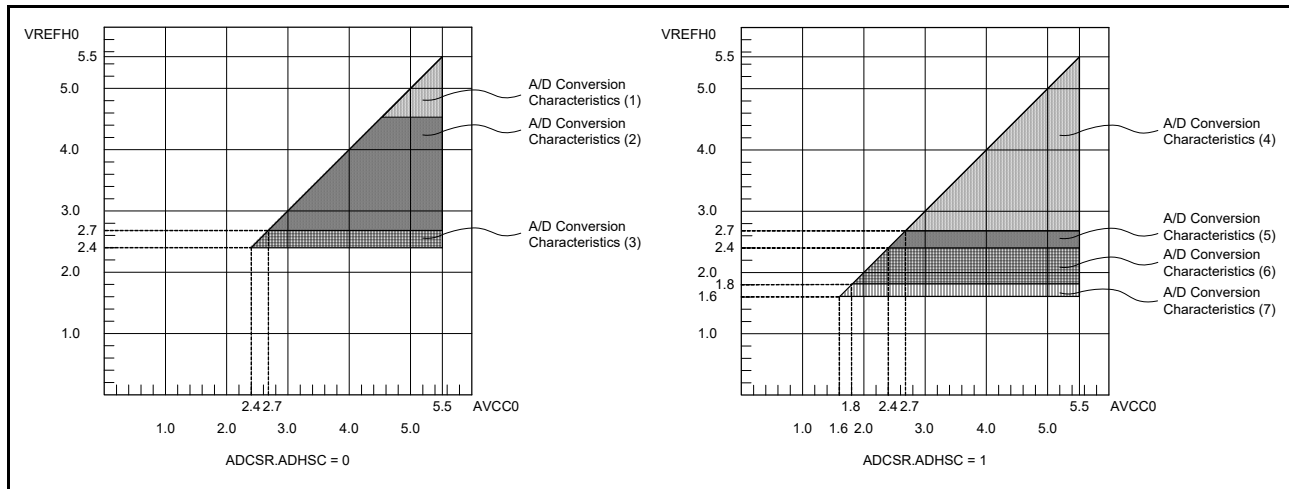 VREFH0
5.5
5.0
4.0
3.0
2.7
2.4
2.0
1.0
A/D Conversion
Characteristics (1)
A/D Conversion
Characteristics (2)
A/D Conversion
Characteristics (3)
2.4 2.7 5.5 AVCC0
1.0 2.0 3.0 4.0 5.0
ADCSR.ADHSC = 0
VREFH0
5.5
5.0
4.0
3.0
2.7
2.4
2.0
1.8
1.6
1.0
A/D Conversion
Characteristics (4)
A/D Conversion
Characteristics (5)
A/D Conversion
Characteristics (6)
A/D Conversion
Characteristics (7)
1.8 2.4 2.7 5.5 AVCC0
1.0 1.6 2.0 3.0 4.0 5.0
ADCSR.ADHSC = 1